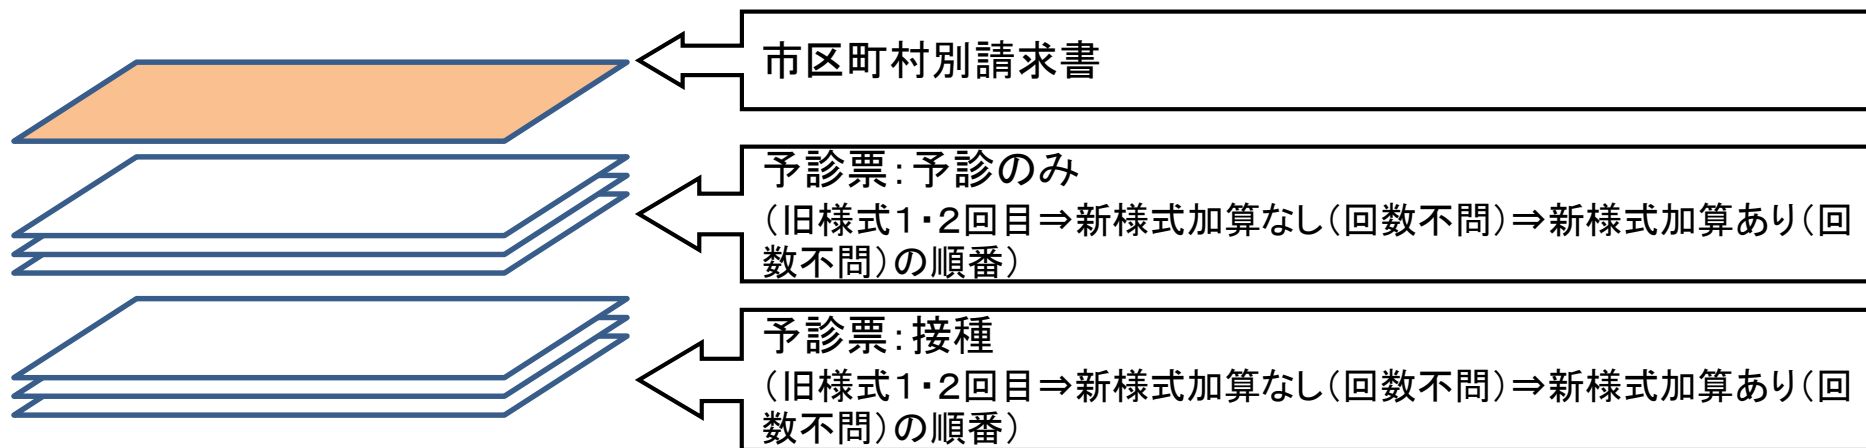 市区町村別請求書
予診票：予診のみ
（旧様式１・２回目⇒新様式加算なし（回数不問）⇒新様式加算あり（回
数不問）の順番）
予診票：接種
（旧様式１・２回目⇒新様式加算なし（回数不問）⇒新様式加算あり（回
数不問）の順番）